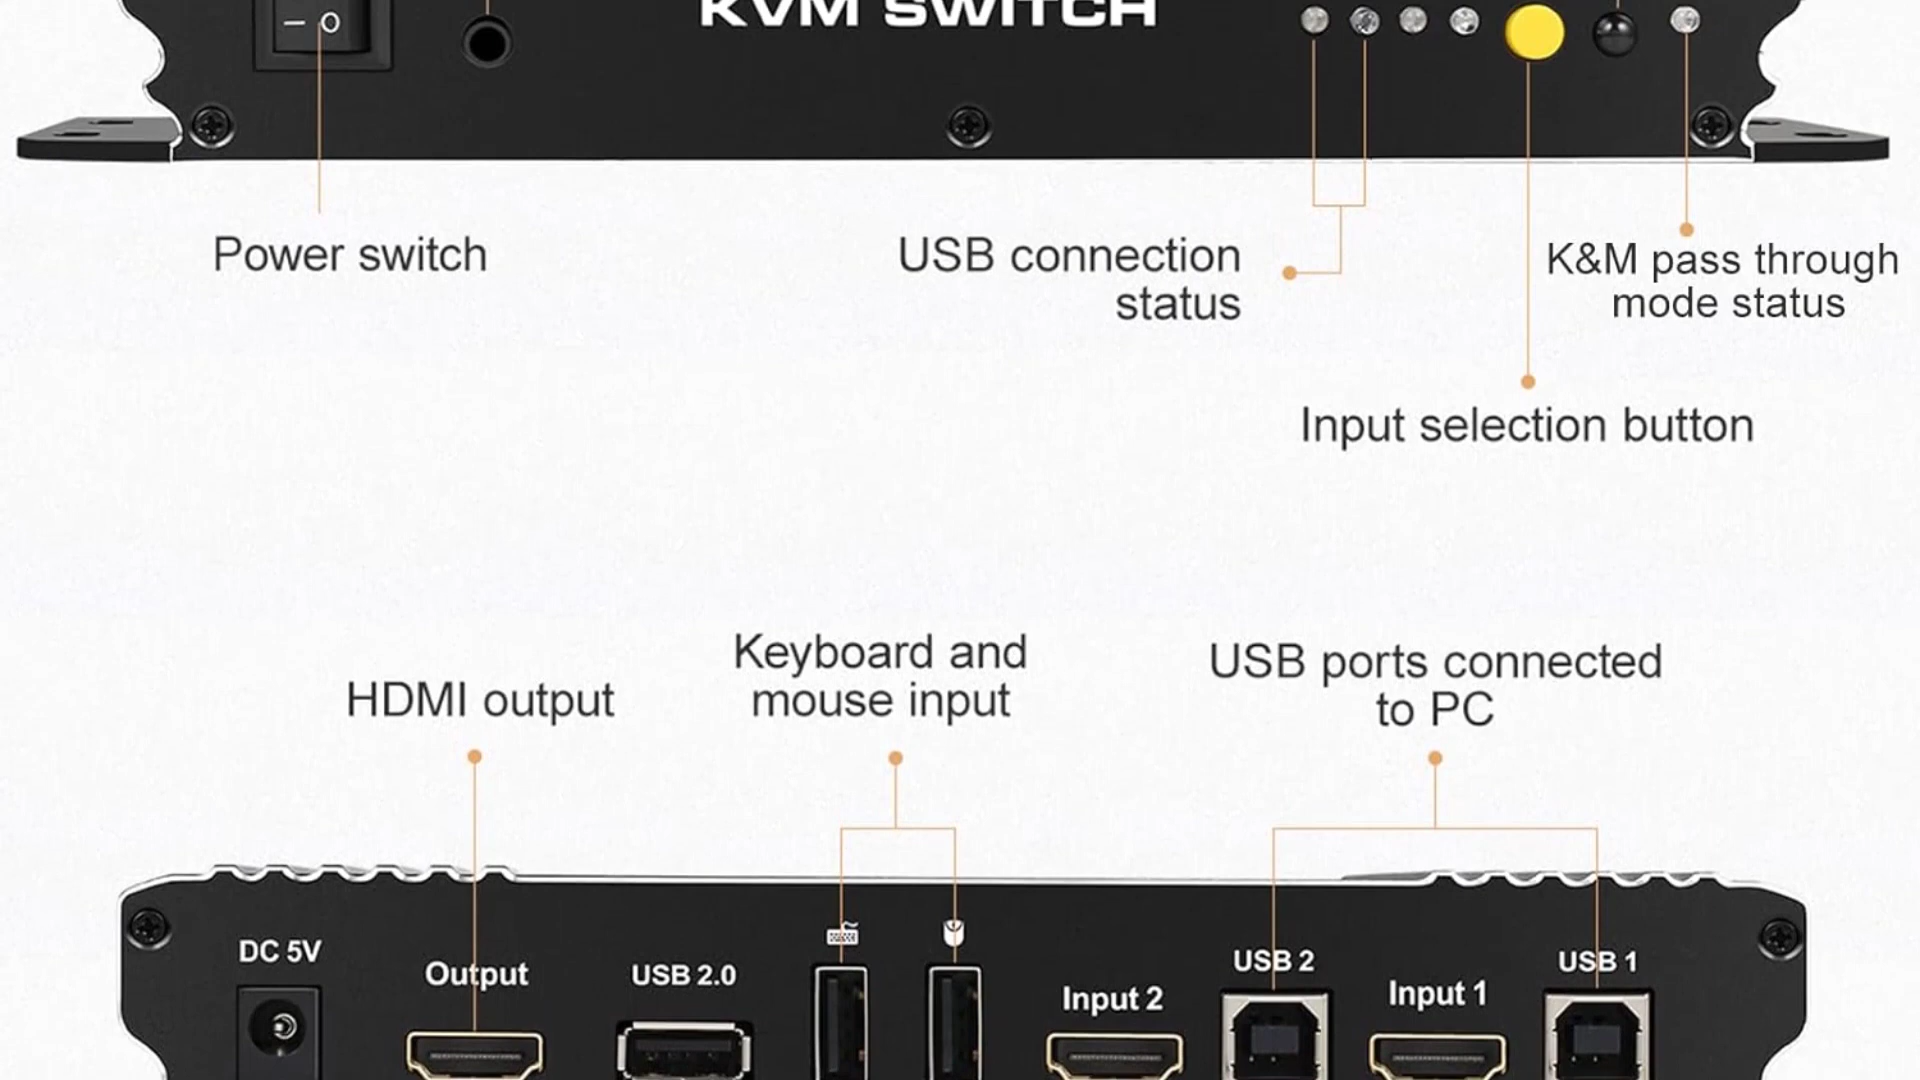 KVM SWITCH
Power switch
USB connection
status
K&M pass through
mode status
Input selection button
HDMI output
Keyboard and
mouse input
USB ports connected
to PC
DC 5V
Output
USB 2.0
Input 2
USB 2
Input 1
USB 1